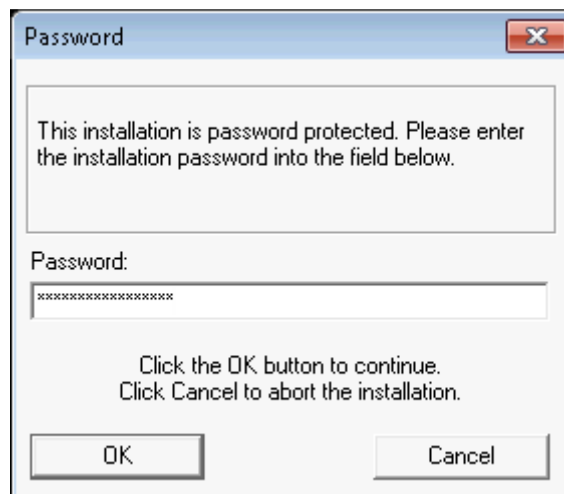 Password
This installation is password protected. Please enter
the installation password into the field below.
Password:
*****************
Click the OK button to continue.
Click Cancel to abort the installation.
OK
Cancel